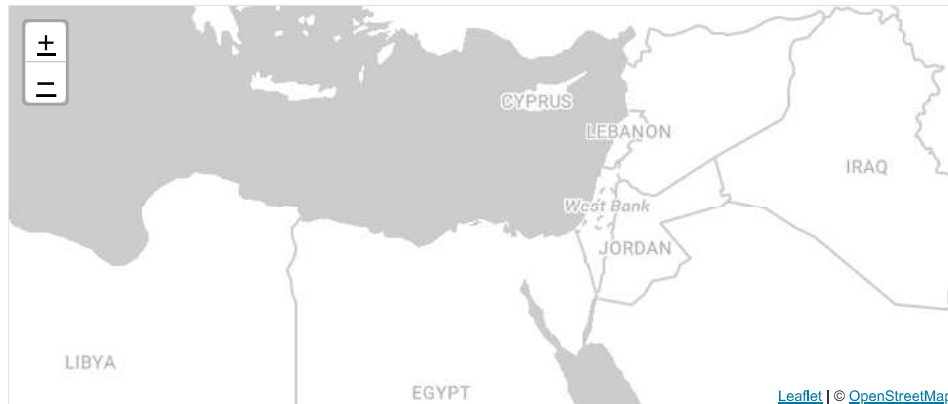 +
−
CYPRUS
LEBANON
IRAQ
West Bank
JORDAN
LIBYA
EGYPT
Leaflet | © OpenStreetMap